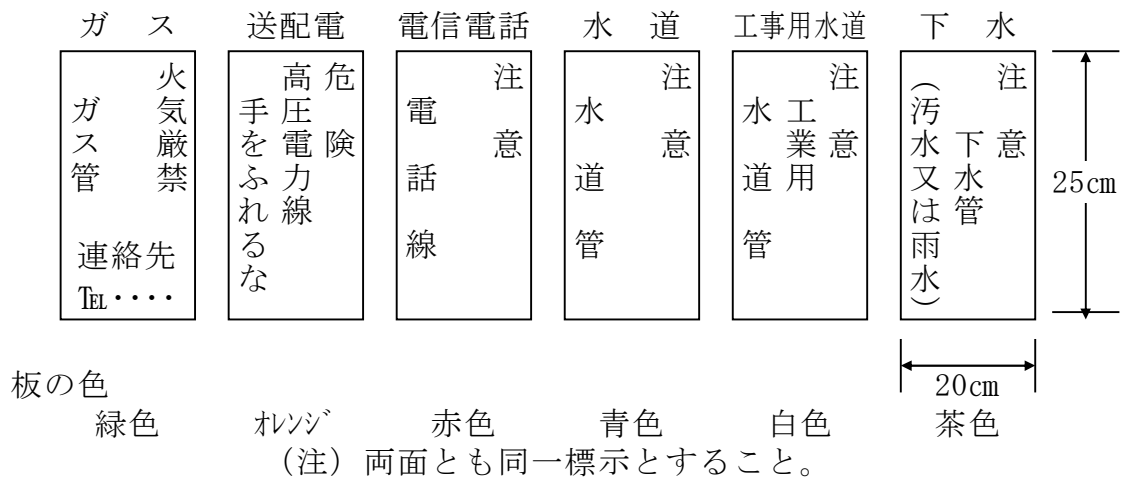 ガス
送配電
電信電話
水道
工事用水道
下水
火気厳禁
ガス管
連絡先
℡・・・・
危険
高圧電力線
手をふれるな
注意
電話線
注意
水道管
注意
工業用
水道管
注意
下水管
(汚水又は雨水)
25cm
20cm
板の色
緑色
オレンジ
赤色
青色
白色
茶色
(注) 両面とも同一標示とすること。